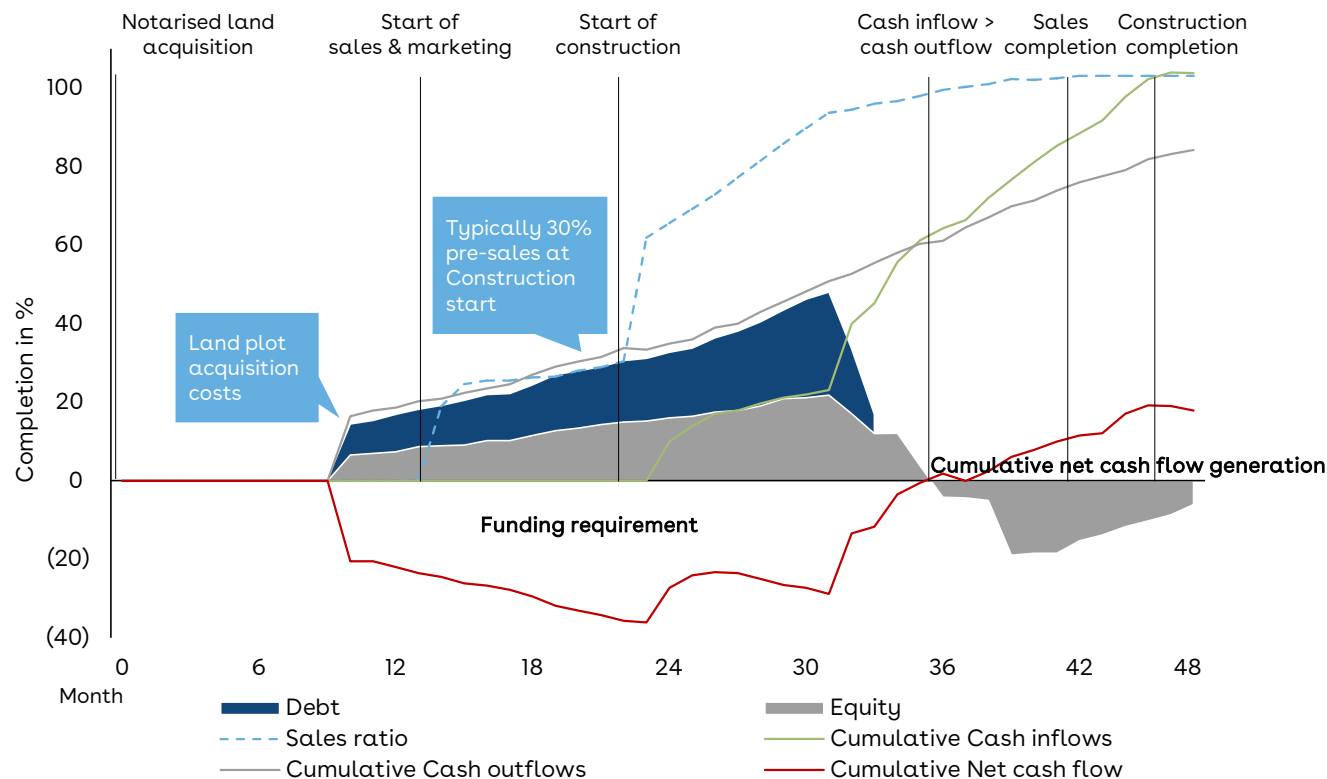 Notarised land
acquisition
Start of
sales & marketing
Start of
construction
Cash inflow >
cash outflow
Sales
completion
Construction
completion
Completion in %
100
80
60
40
20
0
(20)
(40)
Typically 30%
pre-sales at
Construction
start
Land plot
acquisition
costs
Cumulative net cash flow generation
Funding requirement
0 6 12 18 24 30 36 42 48
Month
Debt
Equity
Sales ratio
Cumulative Cash inflows
Cumulative Cash outflows
Cumulative Net cash flow